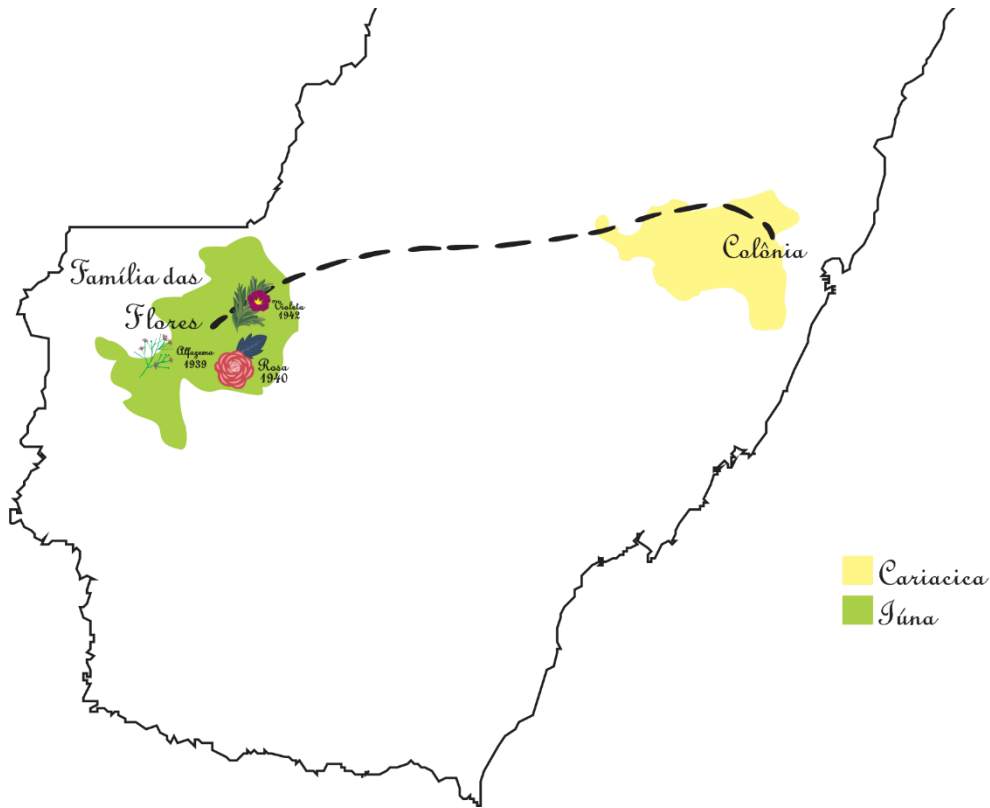 Família das
Flores
Violeta
1942
Alfazema
1939
Rosa
1940
Colônia
Cariacica
Iúna